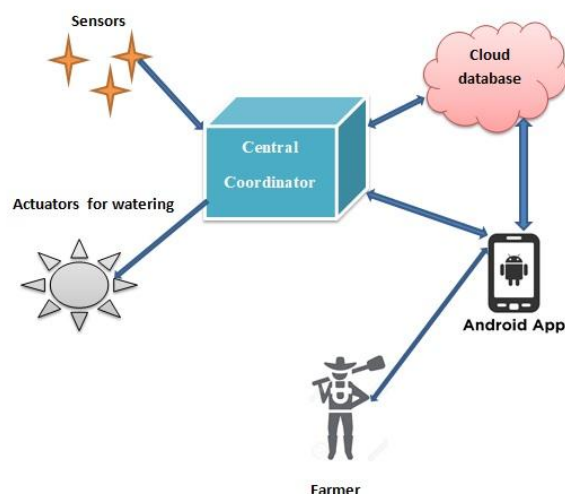 Sensors
Cloud
database
Central
Coordinator
Actuators for watering
Android App
Farmer